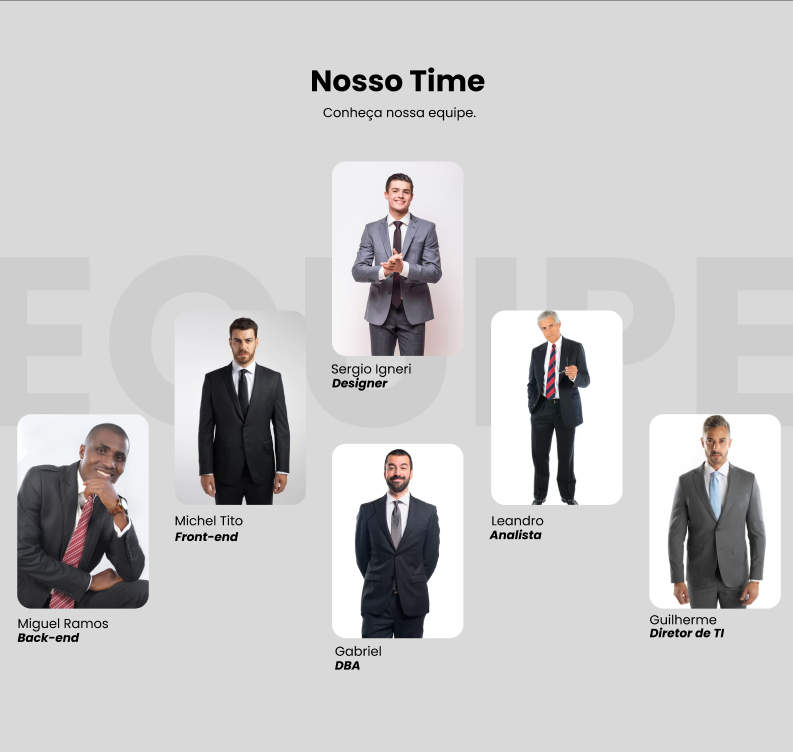 Nosso Time
Conheça nossa equipe.
EQUIPE
Sergio Igneri
Designer
Michel Tito
Front-end
Leandro
Analista
Miguel Ramos
Back-end
Guilherme
Diretor de TI
Gabriel
DBA